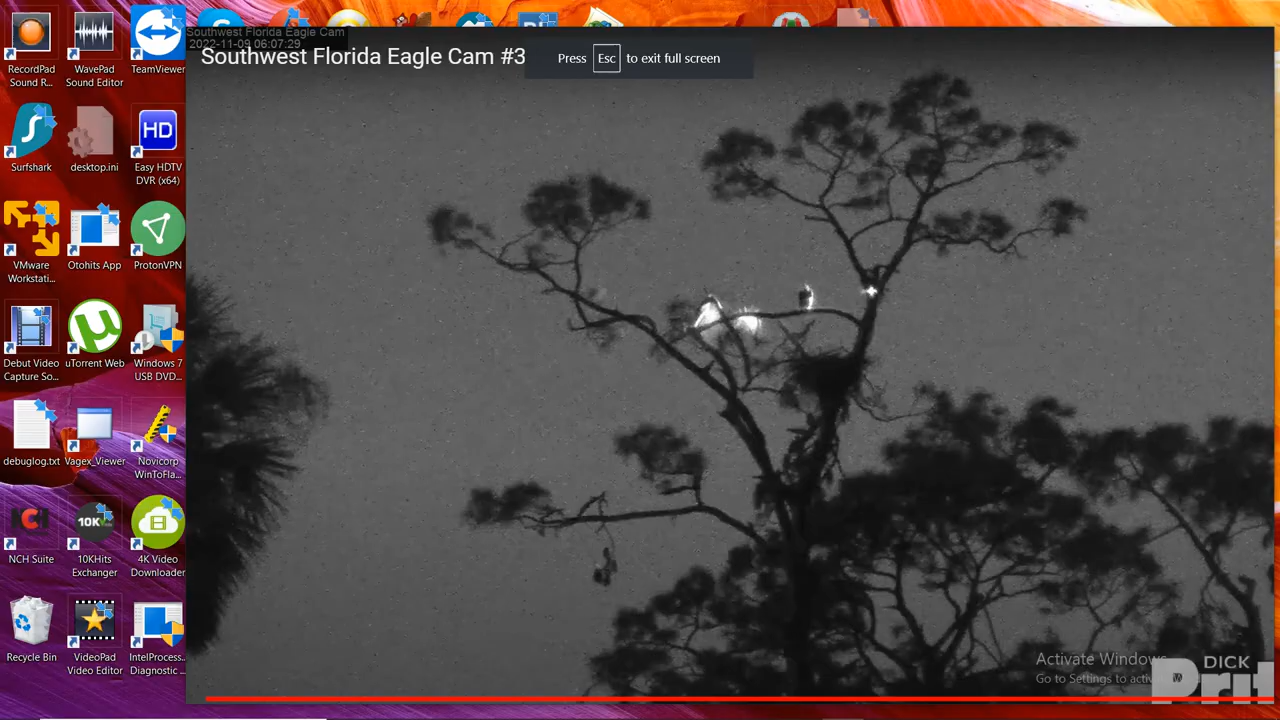 RecordPad
Sound R...
WavePad
Sound Editor
TeamViewer
Southwest Florida Eagle Cam
2022-11-09 06:07:29
Southwest Florida Eagle Cam #3
Press Esc to exit full screen
Surfshark
desktop.ini
HD
Easy HDTV
DVR (x64)
VMware
Workstati...
Otohits App
ProtonVPN
Debut Video
Capture So...
uTorrent Web
Windows 7
USB DVD...
debuglog.txt
Vagex_Viewer
Novicorp
WinToFla...
NCH Suite
10K
10KHits
Exchanger
4K Video
Downloader
Recycle Bin
VideoPad
Video Editor
IntelProcess...
Diagnostic ...
Activate Windows
Go to Settings to
DICK